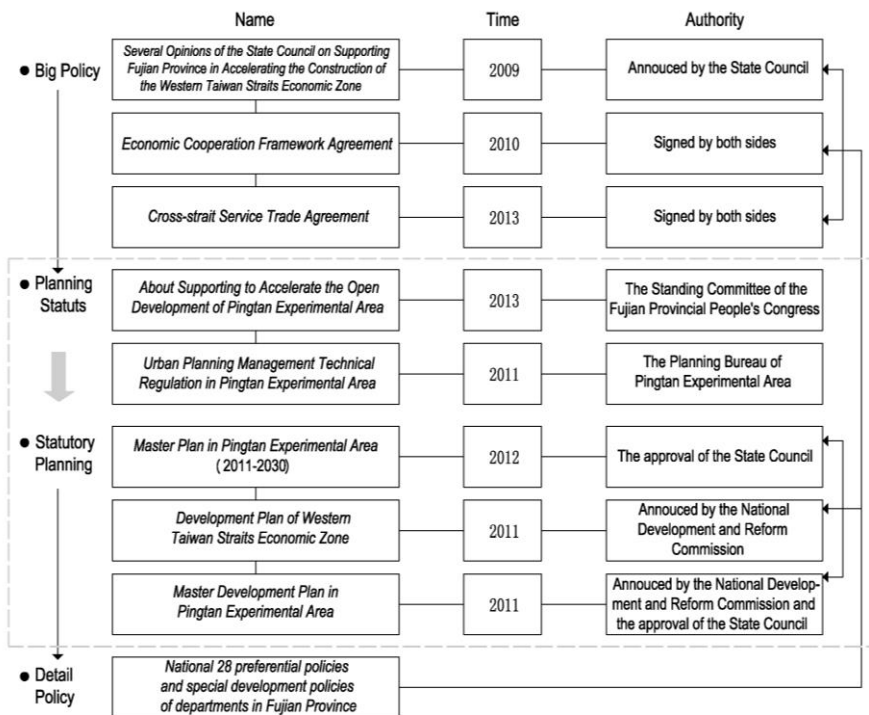 Name Time Authority
● Big Policy
Several Opinions of the State Council on Supporting
Fujian Province in Accelerating the Construction of
the Western Taiwan Straits Economic Zone
2009
Annouced by the State Council
Economic Cooperation Framework Agreement
2010
Signed by both sides
Cross-strait Service Trade Agreement
2013
Signed by both sides
● Planning
Statuts
About Supporting to Accelerate the Open
Development of Pingtan Experimental Area
2013
The Standing Committee of the
Fujian Provincial People's Congress
Urban Planning Management Technical
Regulation in Pingtan Experimental Area
2011
The Planning Bureau of
Pingtan Experimental Area
● Statutory
Planning
Master Plan in Pingtan Experimental Area
( 2011-2030)
2012
The approval of the State Council
Development Plan of Western
Taiwan Straits Economic Zone
2011
Annouced by the National
Development and Reform
Commission
Master Development Plan in
Pingtan Experimental Area
2011
Annouced by the National Develop-
ment and Reform Commission and
the approval of the State Council
● Detail
Policy
National 28 preferential policies
and special development policies
of departments in Fujian Province